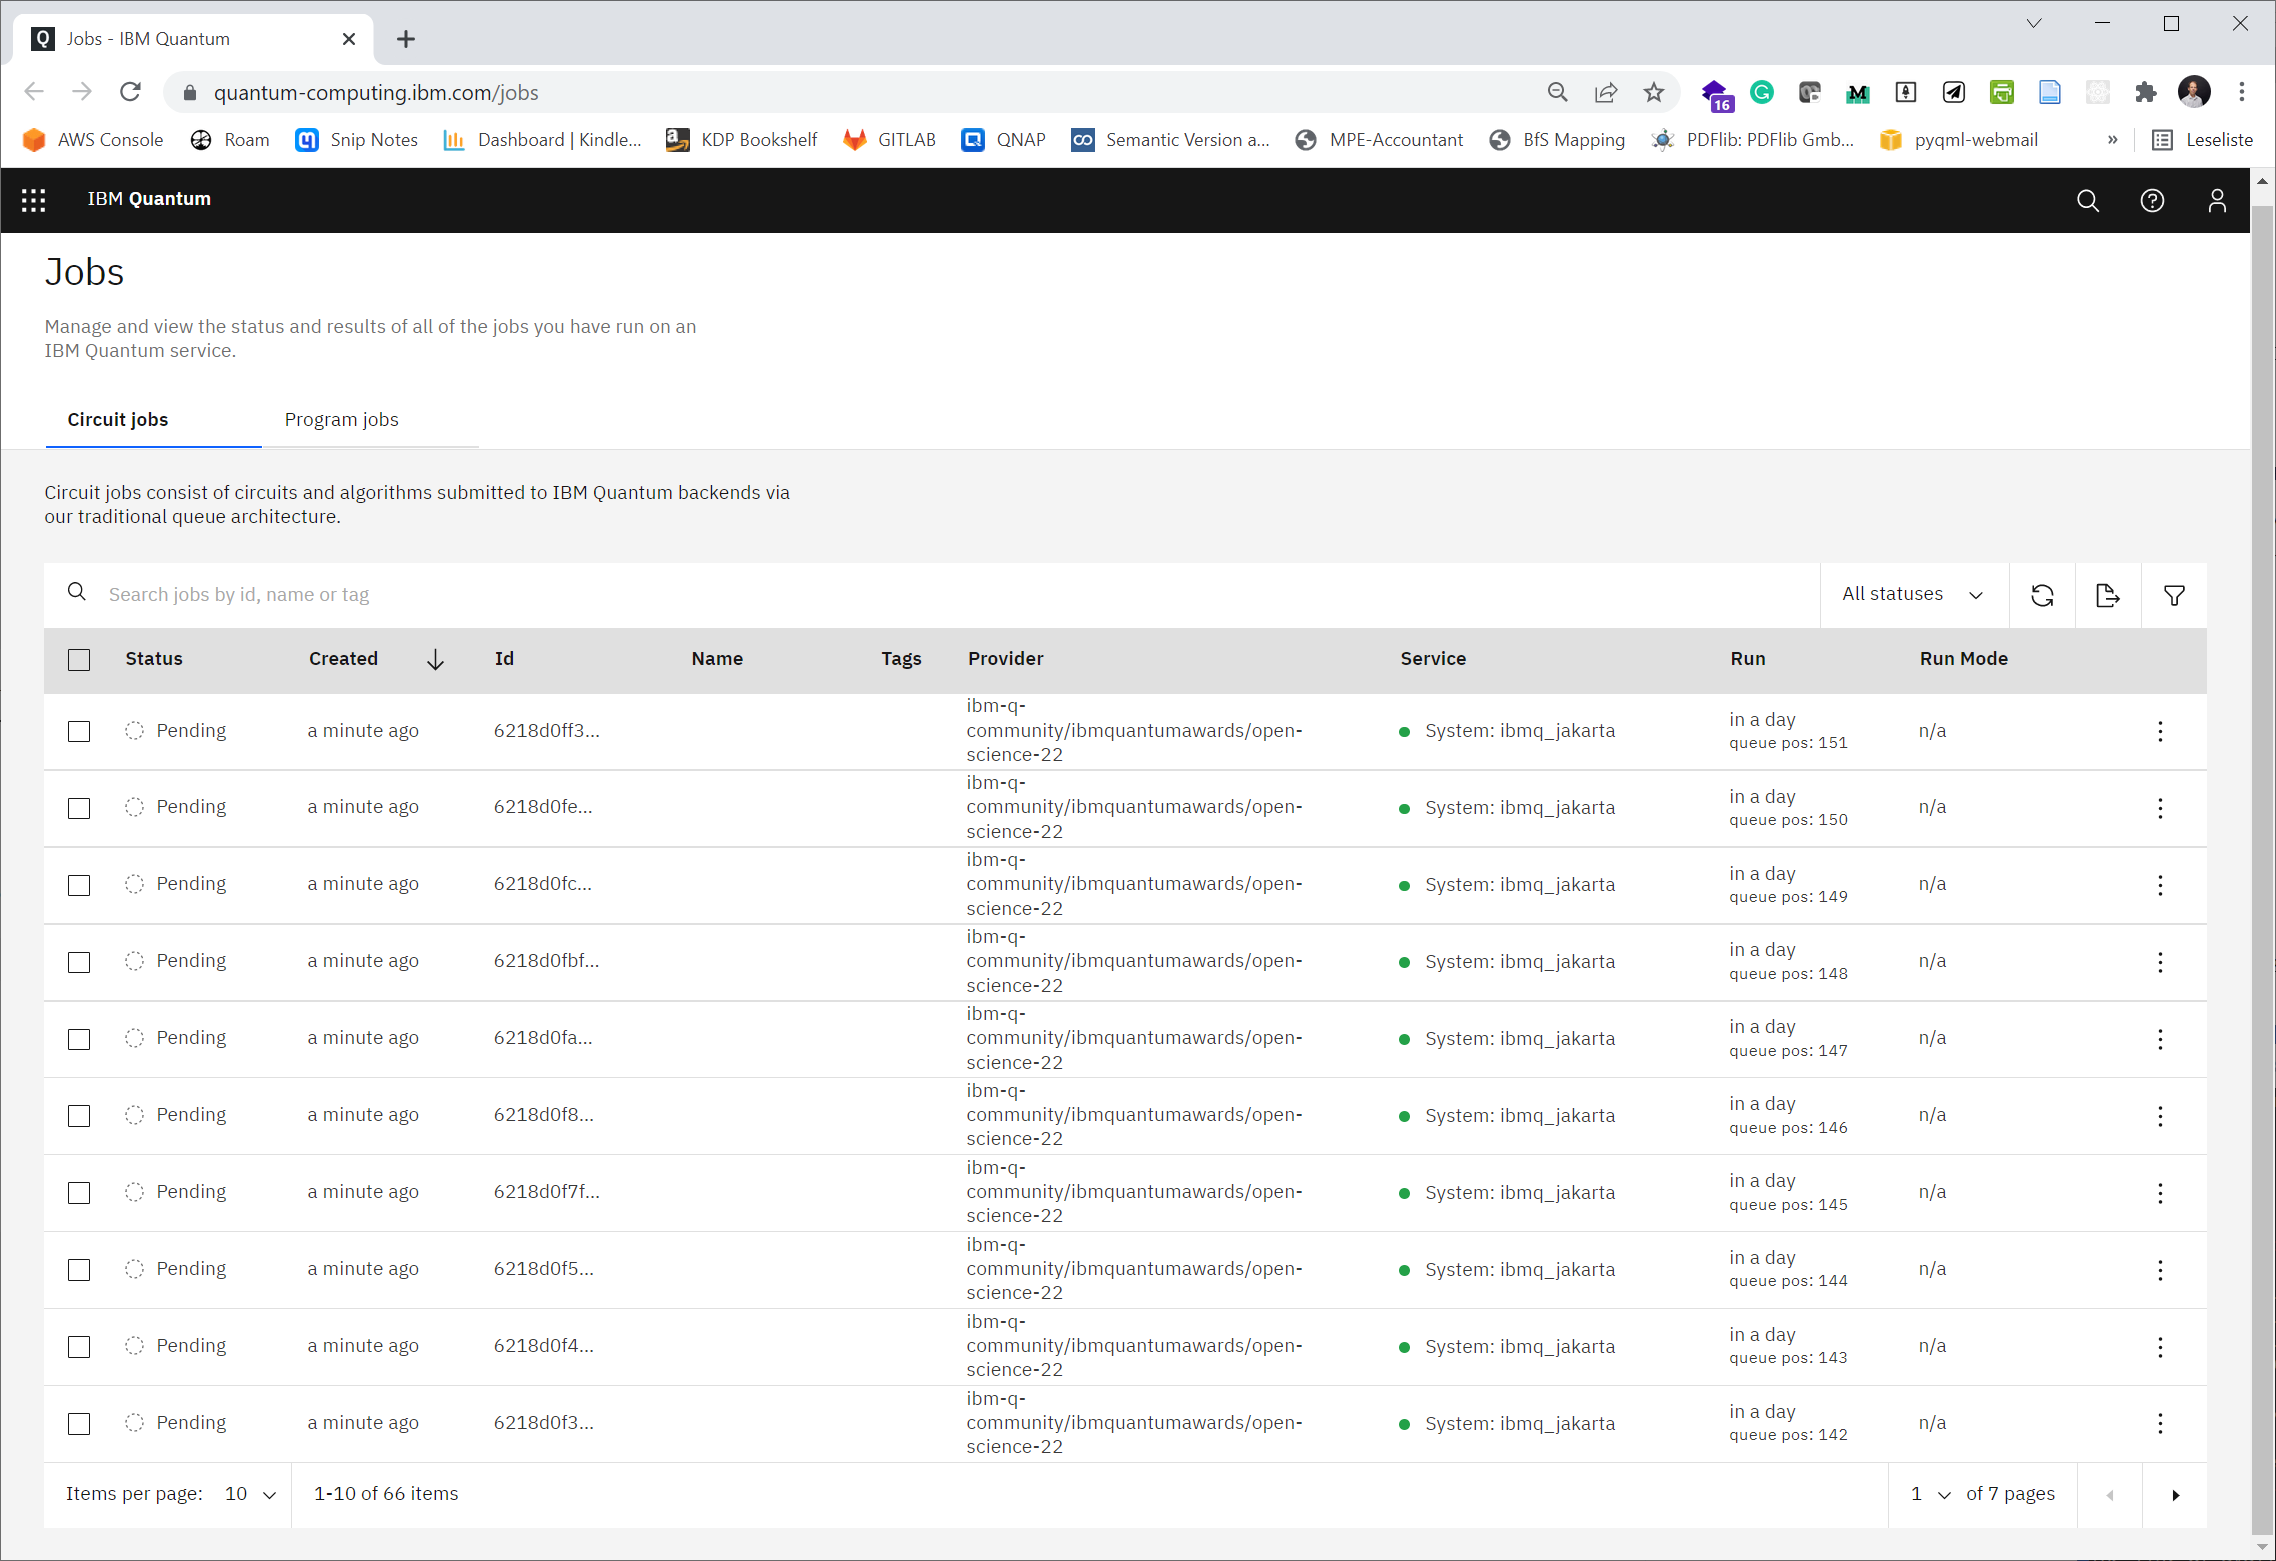 Jobs - IBM Quantum
quantum-computing.ibm.com/jobs
16
AWS Console Roam Snip Notes Dashboard | Kindle... KDP Bookshelf GITLAB QNAP Semantic Version a... MPE-Accountant BfS Mapping PDFlib: PDFlib Gmb... pyqml-webmail » Leseliste
IBM Quantum
Jobs
Manage and view the status and results of all of the jobs you have run on an
IBM Quantum service.
Circuit jobs Program jobs
Circuit jobs consist of circuits and algorithms submitted to IBM Quantum backends via
our traditional queue architecture.
Search jobs by id, name or tag All statuses
Status Created Id Name Tags Provider Service Run Run Mode
ibm-q-
Pending a minute ago 6218d0ff3... community/ibmquantumawards/open- System: ibmq_jakarta in a day n/a
science-22 queue pos: 151
ibm-q-
Pending a minute ago 6218d0fe... community/ibmquantumawards/open- System: ibmq_jakarta in a day n/a
science-22 queue pos: 150
ibm-q-
Pending a minute ago 6218d0fc... community/ibmquantumawards/open- System: ibmq_jakarta in a day n/a
science-22 queue pos: 149
ibm-q-
Pending a minute ago 6218d0fbf... community/ibmquantumawards/open- System: ibmq_jakarta in a day n/a
science-22 queue pos: 148
ibm-q-
Pending a minute ago 6218d0fa... community/ibmquantumawards/open- System: ibmq_jakarta in a day n/a
science-22 queue pos: 147
ibm-q-
Pending a minute ago 6218d0f8... community/ibmquantumawards/open- System: ibmq_jakarta in a day n/a
science-22 queue pos: 146
ibm-q-
Pending a minute ago 6218d0f7f... community/ibmquantumawards/open- System: ibmq_jakarta in a day n/a
science-22 queue pos: 145
ibm-q-
Pending a minute ago 6218d0f5... community/ibmquantumawards/open- System: ibmq_jakarta in a day n/a
science-22 queue pos: 144
ibm-q-
Pending a minute ago 6218d0f4... community/ibmquantumawards/open- System: ibmq_jakarta in a day n/a
science-22 queue pos: 143
ibm-q-
Pending a minute ago 6218d0f3... community/ibmquantumawards/open- System: ibmq_jakarta in a day n/a
science-22 queue pos: 142
Items per page: 10 1-10 of 66 items 1 of 7 pages